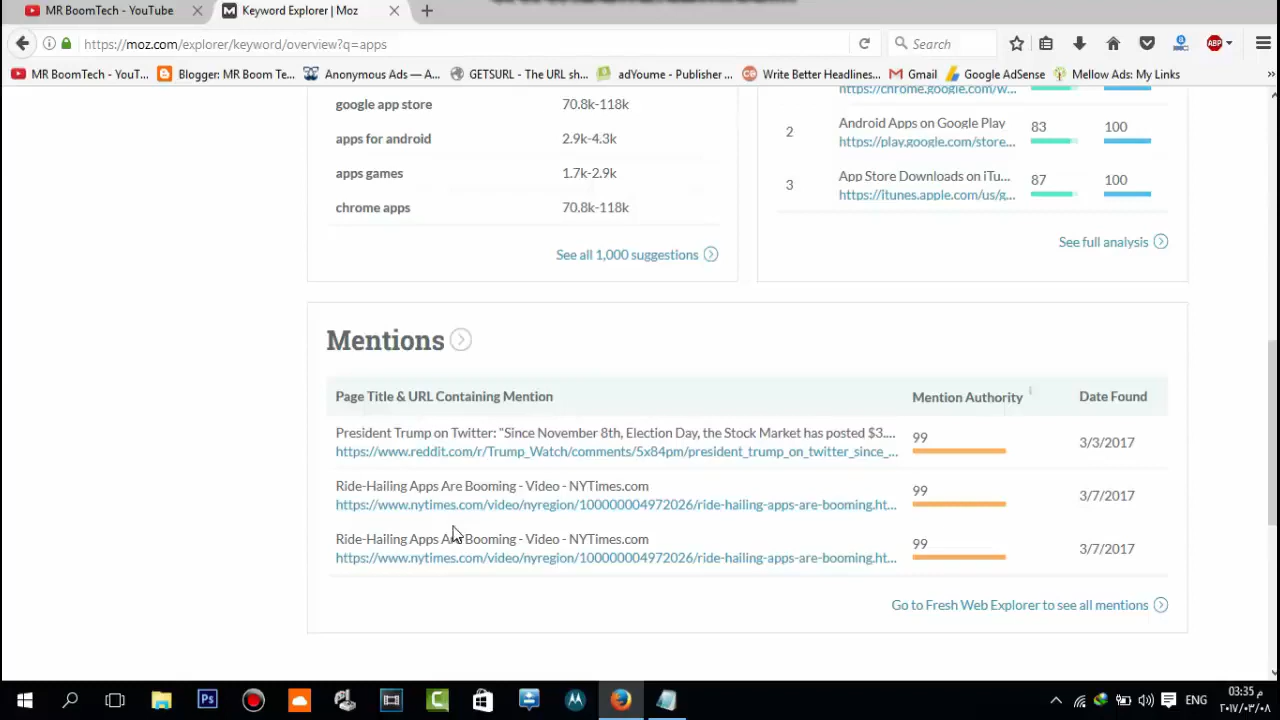 MR BoomTech - YouTube
Keyword Explorer | Moz
https://moz.com/explorer/keyword/overview?q=apps
Search
ABP
MR BoomTech - YouT...
Blogger: MR Boom Te...
Anonymous Ads — A...
GETSURL - The URL sh...
adYoume - Publisher ...
Write Better Headlines...
Gmail
Google AdSense
Mellow Ads: My Links
google app store 70.8k-118k
apps for android 2.9k-4.3k
apps games 1.7k-2.9k
chrome apps 70.8k-118k
See all 1,000 suggestions
https://chrome.google.com/w...
2 Android Apps on Google Play 83 100
https://play.google.com/store...
3 App Store Downloads on iTu... 87 100
https://itunes.apple.com/us/g...
See full analysis
Mentions
Page Title & URL Containing Mention Mention Authority Date Found
President Trump on Twitter: "Since November 8th, Election Day, the Stock Market has posted $3.... 99 3/3/2017
https://www.reddit.com/r/Trump_Watch/comments/5x84pm/president_trump_on_twitter_since_...
Ride-Hailing Apps Are Booming - Video - NYTimes.com 99 3/7/2017
https://www.nytimes.com/video/nyregion/100000004972026/ride-hailing-apps-are-booming.ht...
Ride-Hailing Apps Are Booming - Video - NYTimes.com 99 3/7/2017
https://www.nytimes.com/video/nyregion/100000004972026/ride-hailing-apps-are-booming.ht...
Go to Fresh Web Explorer to see all mentions
Ps
ENG
03:35 م
٢٠١٧/٠٣/٠٨